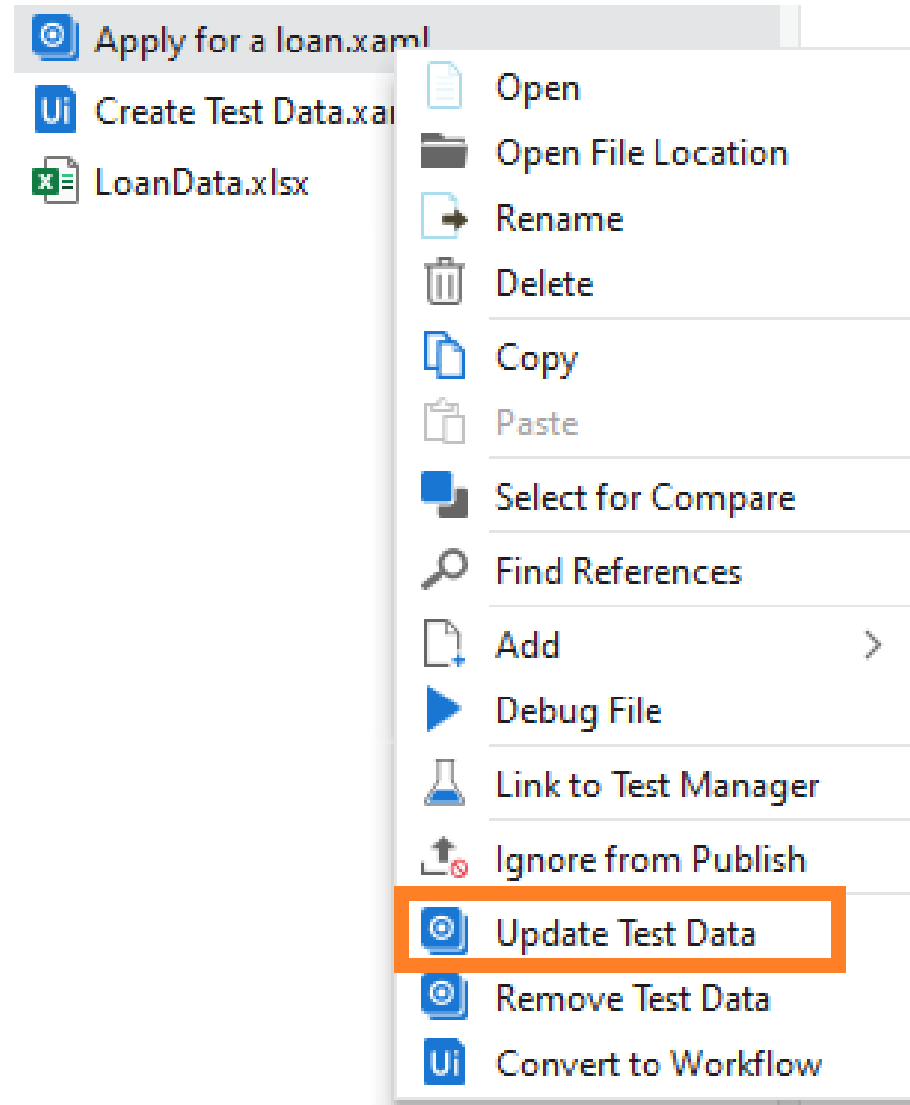 Apply for a loan.xaml
Ui Create Test Data.xa
LoanData.xlsx
Open
Open File Location
Rename
Delete
Copy
Paste
Select for Compare
Find References
Add
Debug File
Link to Test Manager
Ignore from Publish
Update Test Data
Remove Test Data
Ui Convert to Workflow